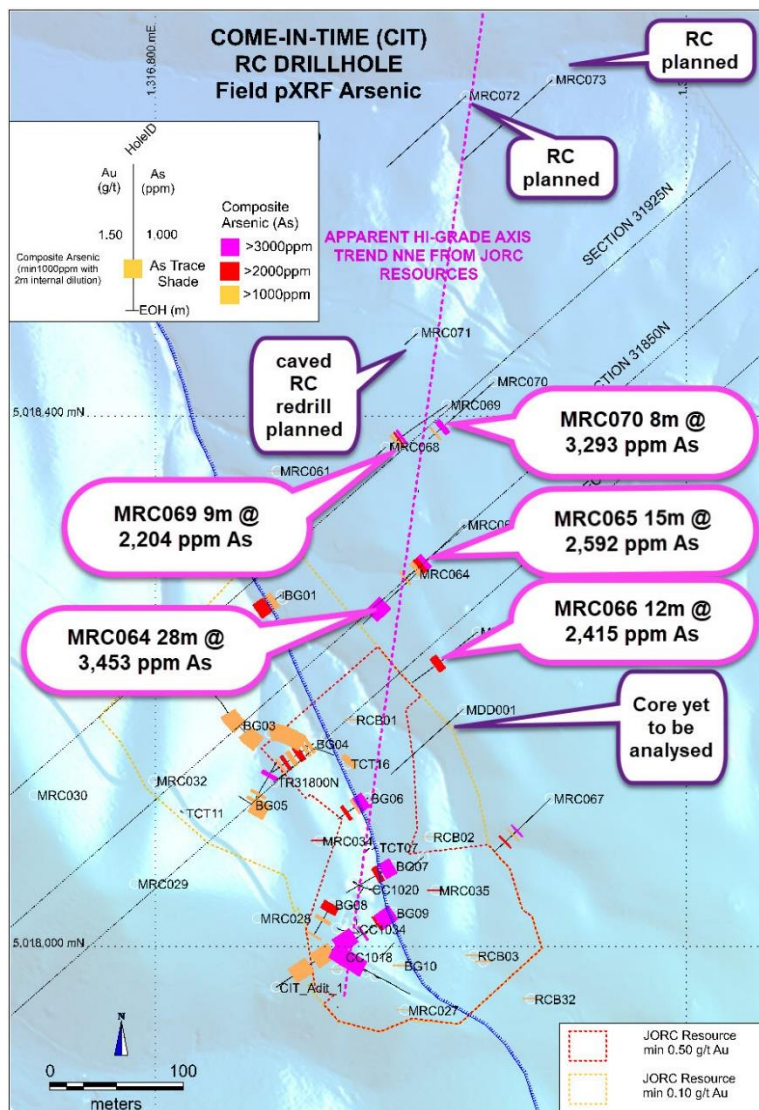 COME-IN-TIME (CIT)
RC DRILLHOLE
Field pXRF Arsenic
1,316,800 mE
RC
planned
MRC073
MRC072
RC
planned
HoleID
Au
(g/t)
As
(ppm)
1.50
1,000
Composite Arsenic
(min1000ppm with
2m internal dilution)
As Trace
Shade
EOH (m)
Composite
Arsenic (As)
>3000ppm
>2000ppm
>1000ppm
APPARENT HI-GRADE AXIS
TREND NNE FROM JORC
RESOURCES
SECTION 31925N
SECTION 31850N
MRC071
caved
RC
redrill
planned
MRC070
MRC069
5,018,400 mN
MRC068
MRC061
MRC070 8m @
3,293 ppm As
MRC069 9m @
2,204 ppm As
MRC065 15m @
2,592 ppm As
MRC064
BG01
MRC064 28m @
3,453 ppm As
MRC066 12m @
2,415 ppm As
Core yet
to be
analysed
MDD001
RCB01
BG03
BG04
TCT16
TR31800N
MRC032
MRC030
TCT11
BG05
BG06
MRC067
MRC034
RCB02
TCT07
BG07
MRC029
CC1020
MRC035
BG08
MRC028
BG09
CC1034
5,018,000 mN
CC1018
RCB03
BG10
CIT_Adit_1
RCB32
MRC027
N
0
100
meters
JORC Resource
min 0.50 g/t Au
JORC Resource
min 0.10 g/t Au